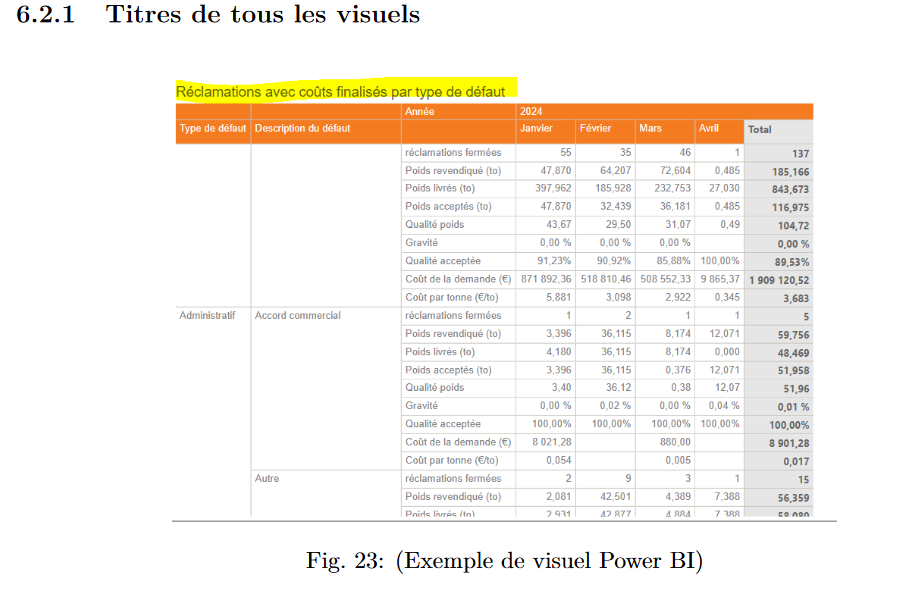 6.2.1 Titres de tous les visuels
Réclamations avec coûts finalisés par type de défaut
Année 2024
Type de défaut Description du défaut Janvier Février Mars Avril Total
réclamations fermées 55 35 46 1 137
Poids revendiqué (to) 47,870 64,207 72,604 0,485 185,166
Poids livrés (to) 397,962 185,928 232,753 27,030 843,673
Poids acceptés (to) 47,870 32,439 36,181 0,485 116,975
Qualité poids 43,67 29,50 31,07 0,49 104,72
Gravité 0,00 % 0,00 % 0,00 % 0,00 %
Qualité acceptée 91,23% 90,92% 85,88% 100,00% 89,53%
Coût de la demande (€) 871 892,36 518 810,46 508 552,33 9 865,37 1 909 120,52
Coût par tonne (€/to) 5,881 3,098 2,922 0,345 3,683
Administratif Accord commercial réclamations fermées 1 2 1 1 5
Poids revendiqué (to) 3,396 36,115 8,174 12,071 59,756
Poids livrés (to) 4,180 36,115 8,174 0,000 48,469
Poids acceptés (to) 3,396 36,115 0,376 12,071 51,958
Qualité poids 3,40 36,12 0,38 12,07 51,96
Gravité 0,00 % 0,02 % 0,00 % 0,04 % 0,01 %
Qualité acceptée 100,00% 100,00% 100,00% 100,00% 100,00%
Coût de la demande (€) 8 021,28 880,00 8 901,28
Coût par tonne (€/to) 0,054 0,005 0,017
Autre réclamations fermées 2 9 3 1 15
Poids revendiqué (to) 2,081 42,501 4,389 7,388 56,359
Poids livrés (to) 2,931 42,877 4,884 7,388 58,080
Fig. 23: (Exemple de visuel Power BI)